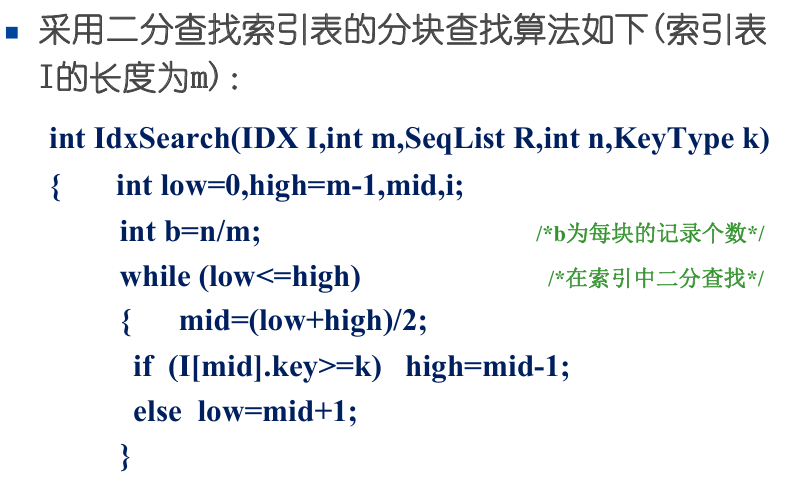 采用二分查找索引表的分块查找算法如下(索引表
I的长度为m):
int IdxSearch(IDX I,int m,SeqList R,int n,KeyType k)
{ int low=0,high=m-1,mid,i;
int b=n/m; /*b为每块的记录个数*/
while (low<=high) /*在索引中二分查找*/
{ mid=(low+high)/2;
if (I[mid].key>=k) high=mid-1;
else low=mid+1;
}